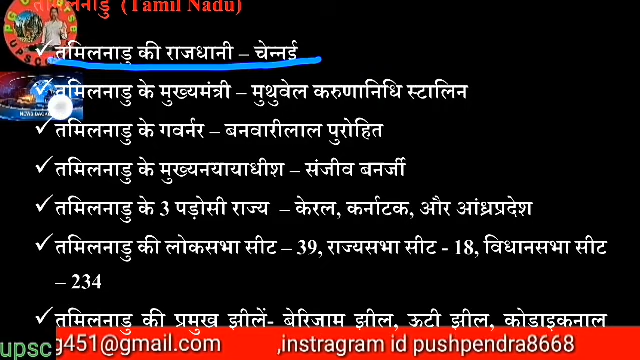 तमिलनाडु (Tamil Nadu)
✓ तमिलनाडु की राजधानी – चेन्नई
✓ तमिलनाडु के मुख्यमंत्री – मुथुवेल करुणानिधि स्टालिन
✓ तमिलनाडु के गवर्नर – बनवारीलाल पुरोहित
✓ तमिलनाडु के मुख्यनयायाधीश – संजीव बनर्जी
✓ तमिलनाडु के 3 पड़ोसी राज्य – केरल, कर्नाटक, और आंध्रप्रदेश
✓ तमिलनाडु की लोकसभा सीट – 39, राज्यसभा सीट - 18, विधानसभा सीट
– 234
✓ तमिलनाडु की प्रमुख झीलें- बेरिजाम झील, ऊटी झील, कोडाइकनाल
upsc g451@gmail.com ,instragram id pushpendra8668